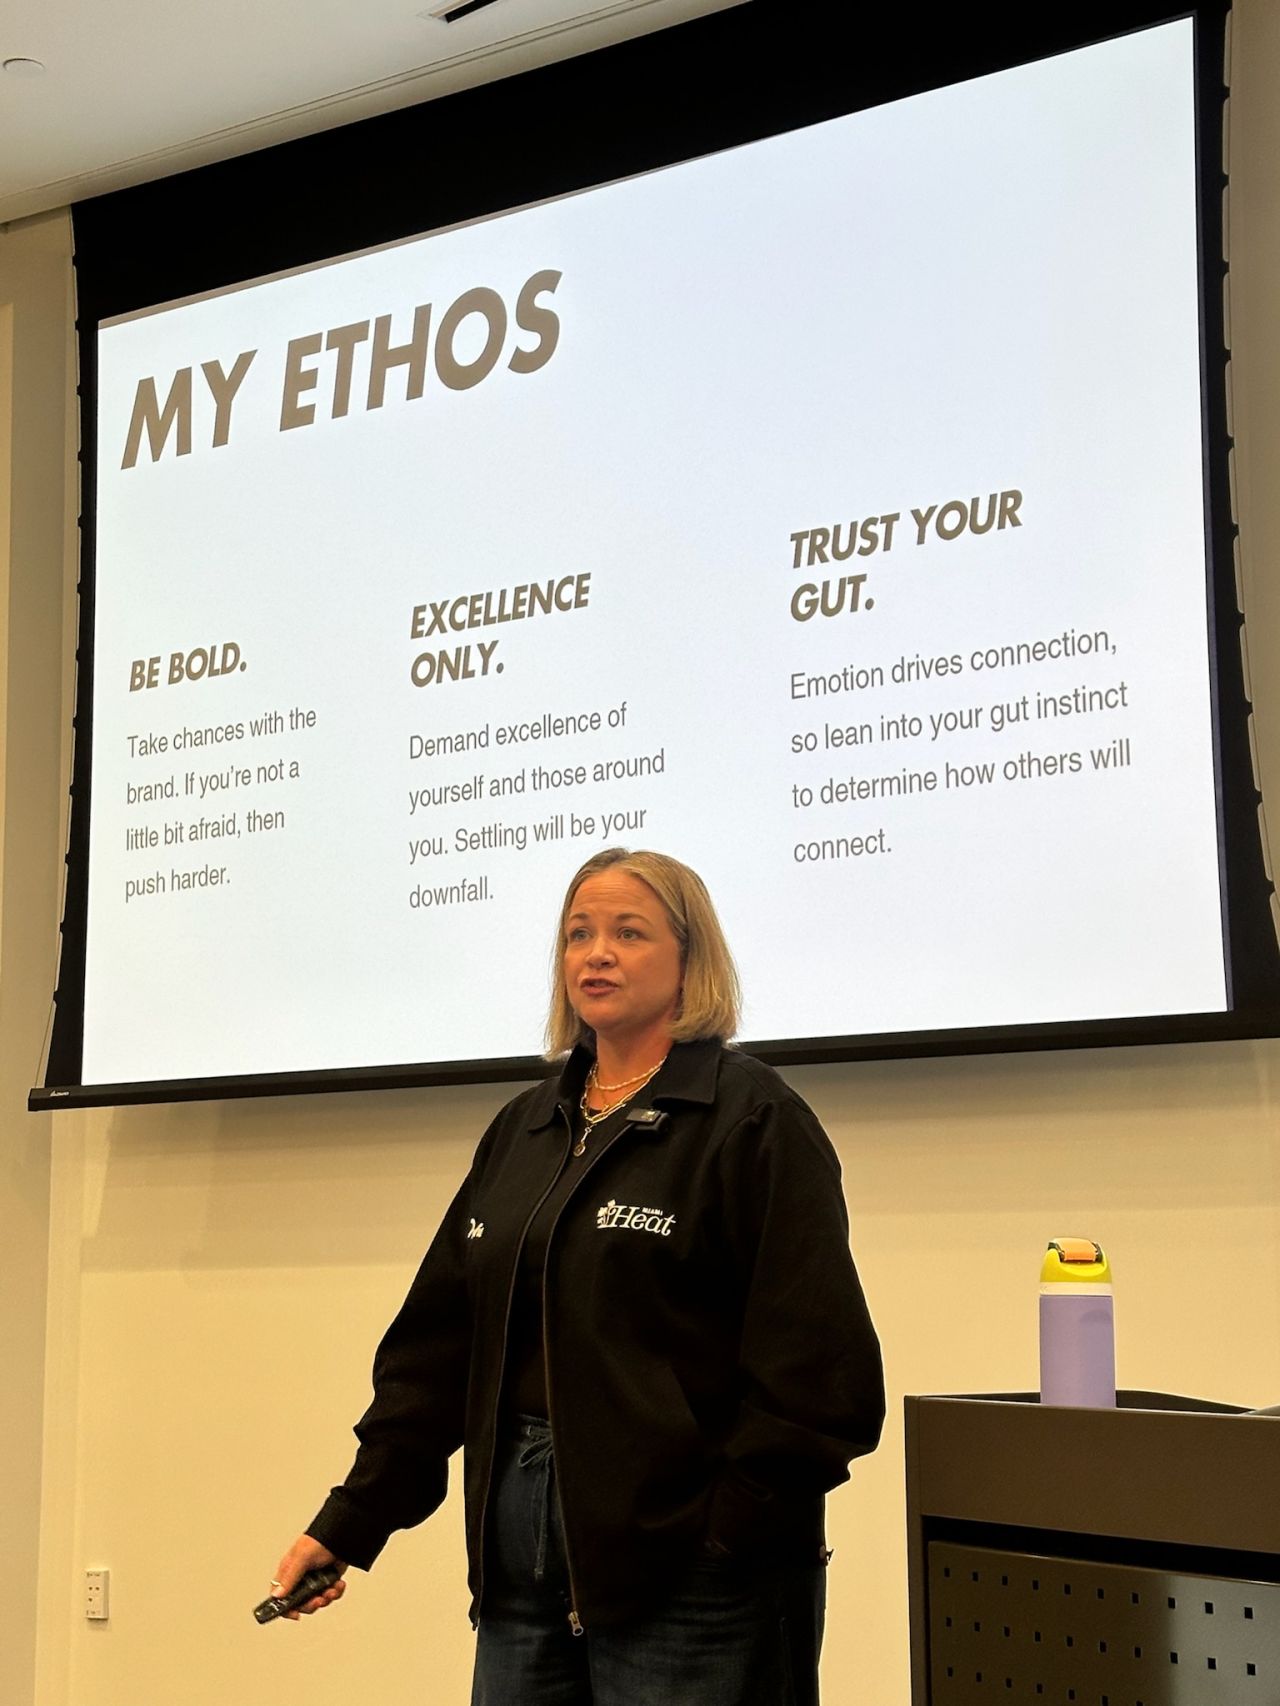 MY ETHOS
BE BOLD.
Take chances with the
brand. If you're not a
little bit afraid, then
push harder.
EXCELLENCE
ONLY.
Demand excellence of
yourself and those around
you. Settling will be your
downfall.
TRUST YOUR
GUT.
Emotion drives connection,
so lean into your gut instinct
to determine how others will
connect.
MIAMI
Heat